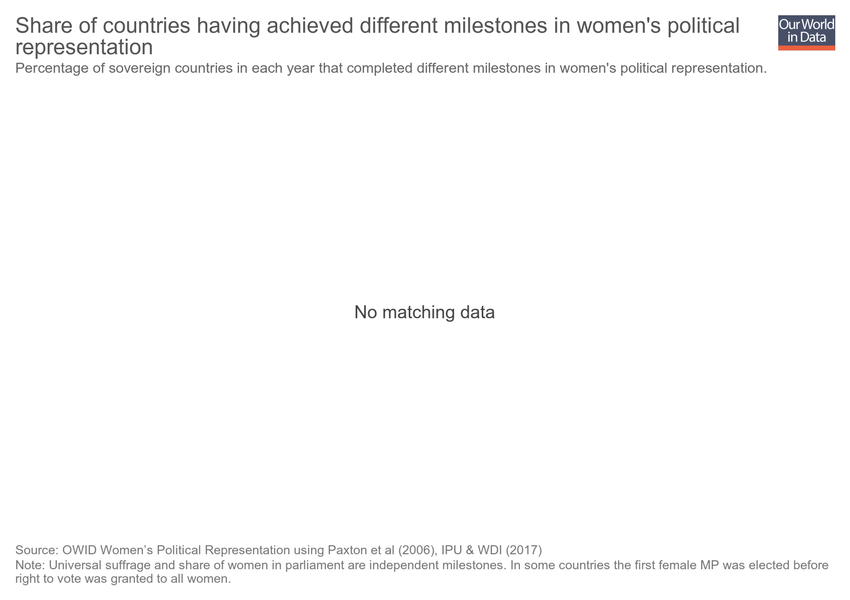 Share of countries having achieved different milestones in women's political
representation
Our World
in Data
Percentage of sovereign countries in each year that completed different milestones in women's political representation.
No matching data
Source: OWID Women’s Political Representation using Paxton et al (2006), IPU & WDI (2017)
Note: Universal suffrage and share of women in parliament are independent milestones. In some countries the first female MP was elected before
right to vote was granted to all women.